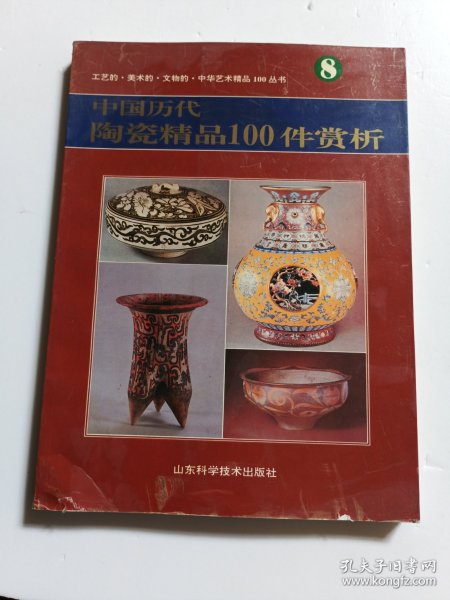 工艺的·美术的·文物的·中华艺术精品100丛书
8
中国历代
陶瓷精品100件赏析
山东科学技术出版社
孔夫子旧书网
www.kongfz.com